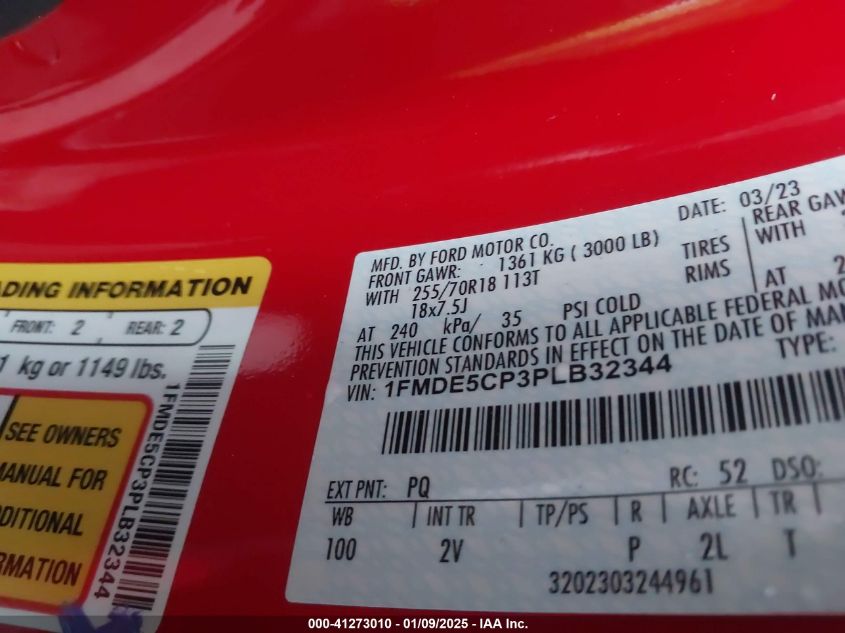 ADING INFORMATION
FRONT: 2 REAR: 2
kg or 1149 lbs.
SEE OWNERS
MANUAL FOR
DITIONAL
RMATION
1FMDE5CP3PLB32344
MFD. BY FORD MOTOR CO.
DATE: 03/23
FRONT GAWR: 1361 KG ( 3000 LB)
REAR GAW
WITH 255/70R18 113T TIRES
WITH
18x7.5J RIMS
AT 240 kPa/ 35 PSI COLD
AT 2
THIS VEHICLE CONFORMS TO ALL APPLICABLE FEDERAL MO
PREVENTION STANDARDS IN EFFECT ON THE DATE OF MAN
VIN: 1FMDE5CP3PLB32344
TYPE:
EXT PNT: PQ RC: 52 DSO:
WB | INT TR | TP/PS | R | AXLE | TR |
100 2V P 2L T
3202303244961
000-41273010 - 01/09/2025 - IAA Inc.